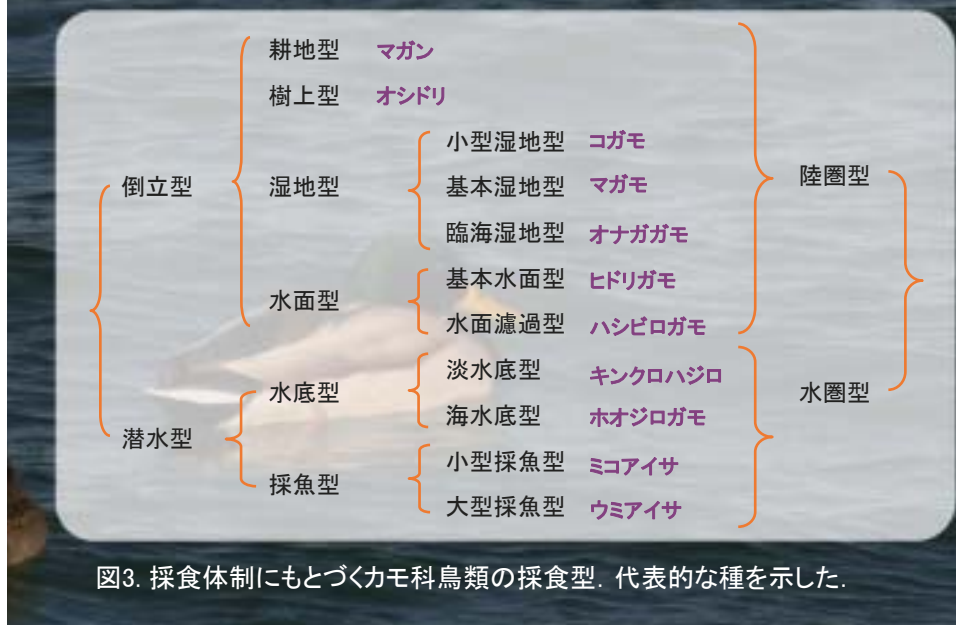 耕地型 マガン
樹上型 オシドリ
小型湿地型 コガモ
倒立型 湿地型 基本湿地型 マガモ 陸圏型
臨海湿地型 オナガガモ
基本水面型 ヒドリガモ
水面型
水面濾過型 ハシビロガモ
淡水底型 キンクロハジロ
水底型 水圏型
海水底型 ホオジロガモ
潜水型
小型採魚型 ミコアイサ
採魚型
大型採魚型 ウミアイサ
図3. 採食体制にもとづくカモ科鳥類の採食型. 代表的な種を示した.